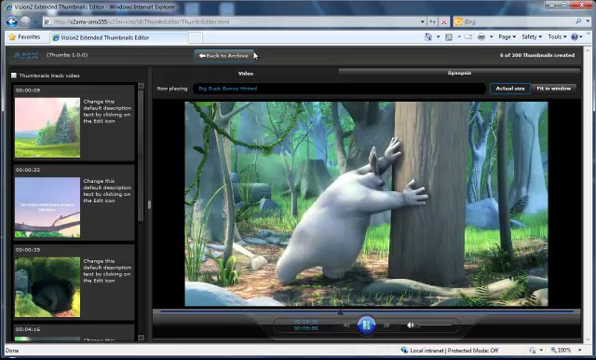 Vision2 Extended Thumbnails Editor - Windows Internet Explorer
Bing
Favorites
Vision2 Extended Thumbnails Editor
Page
Safety
Tools
AMX
(Thumbs 1.0.0)
Back to Archive
6 of 200 Thumbnails created
Thumbnails track video
Video
Synopsis
Now playing
Big Buck Bunny Hinted
Actual size
Fit in window
00:00:09
Change this
default description
text by clicking on
the Edit icon
00:00:22
Change this
default description
text by clicking on
the Edit icon
00:00:35
Change this
default description
text by clicking on
the Edit icon
00:04:16
Done
Local intranet | Protected Mode: Off
100%